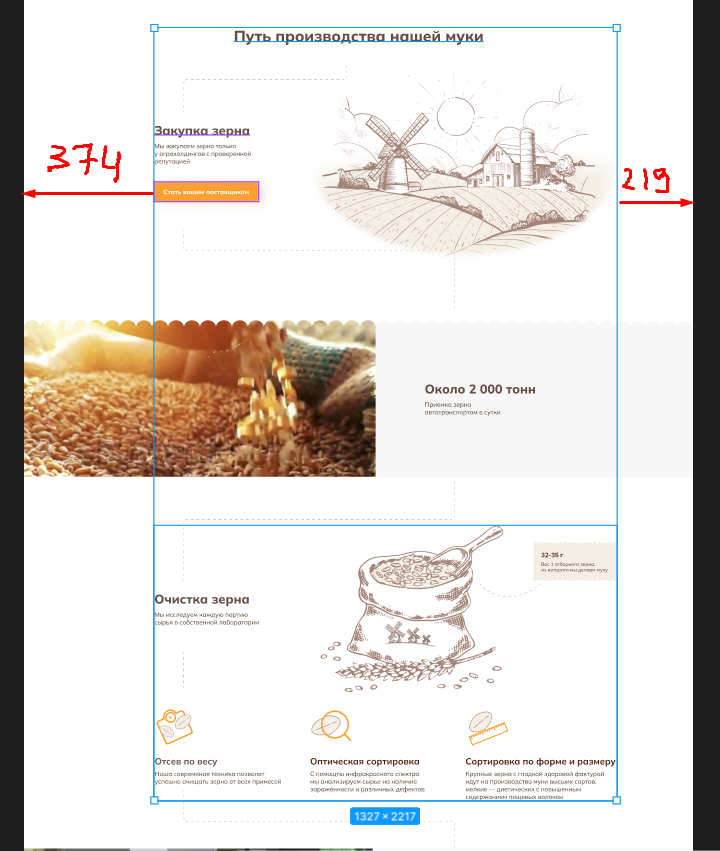 Путь производства нашей муки
Закупка зерна
Мы закупаем зерно только
у агрохолдингов с проверенной
репутацией
374
219
Стать вашим поставщиком
Около 2 000 тонн
Приемка зерна
автотранспортом в сутки
32-35 г
Вес 1 отборного зерна,
из которого мы делаем муку
Очистка зерна
Мы исследуем каждую партию
сырья в собственной лаборатории
Отсев по весу
Наша современая техника позволяет
успешно очищать зерно от всех примесей
Оптическая сортировка
С помощью инфракрасного спектра
мы анализируем сырье на наличие
заражённости и различных дефектов
Сортировка по форме и размеру
Крупные зерна с гладкой здоровой фактурой
идут на производство муки высших сортов,
мелкие — диетических с повышенным
содержанием пищевых волокон
1327 × 2217